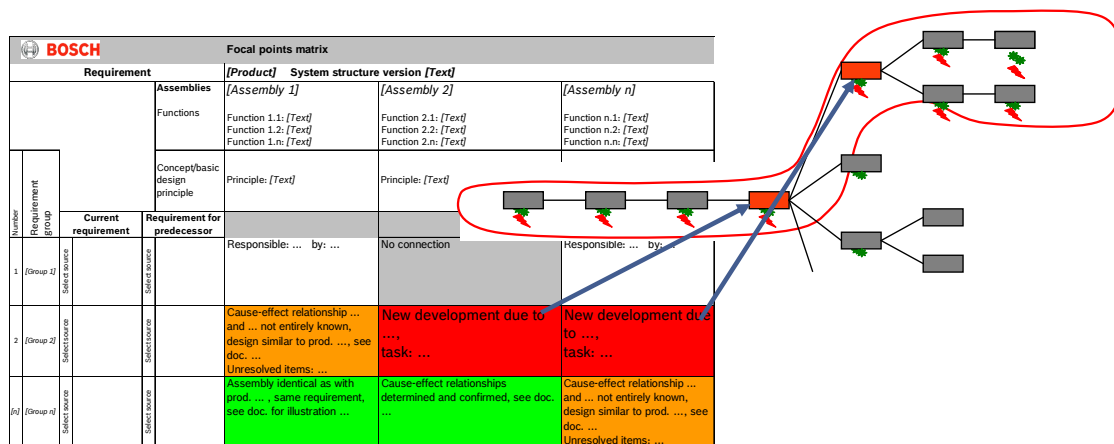 BOSCH
Focal points matrix
Requirement
[Product] System structure version [Text]
Assemblies
Functions
[Assembly 1]
Function 1.1: [Text]
Function 1.2: [Text]
Function 1.n: [Text]
[Assembly 2]
Function 2.1: [Text]
Function 2.2: [Text]
Function 2.n: [Text]
[Assembly n]
Function n.1: [Text]
Function n.2: [Text]
Function n.n: [Text]
Concept/basic
design
principle
Principle: [Text]
Principle: [Text]
Number
Requirement
group
Current
requirement
Requirement for
predecessor
1
[Group 1]
Select source
Select source
Responsible: ... by: ...
No connection
Responsible: ... by: ...
2
[Group 2]
Select source
Select source
Cause-effect relationship ...
and ... not entirely known,
design similar to prod. ..., see
doc. ...
Unresolved items: ...
New development due to
...,
task: ...
New development due
to ...,
task: ...
[n]
[Group n]
Select source
Select source
Assembly identical as with
prod. ... , same requirement,
see doc. for illustration ...
Cause-effect relationships
determined and confirmed, see doc.
...
Cause-effect relationship ...
and ... not entirely known,
design similar to prod. ..., see
doc. ...
Unresolved items: ...